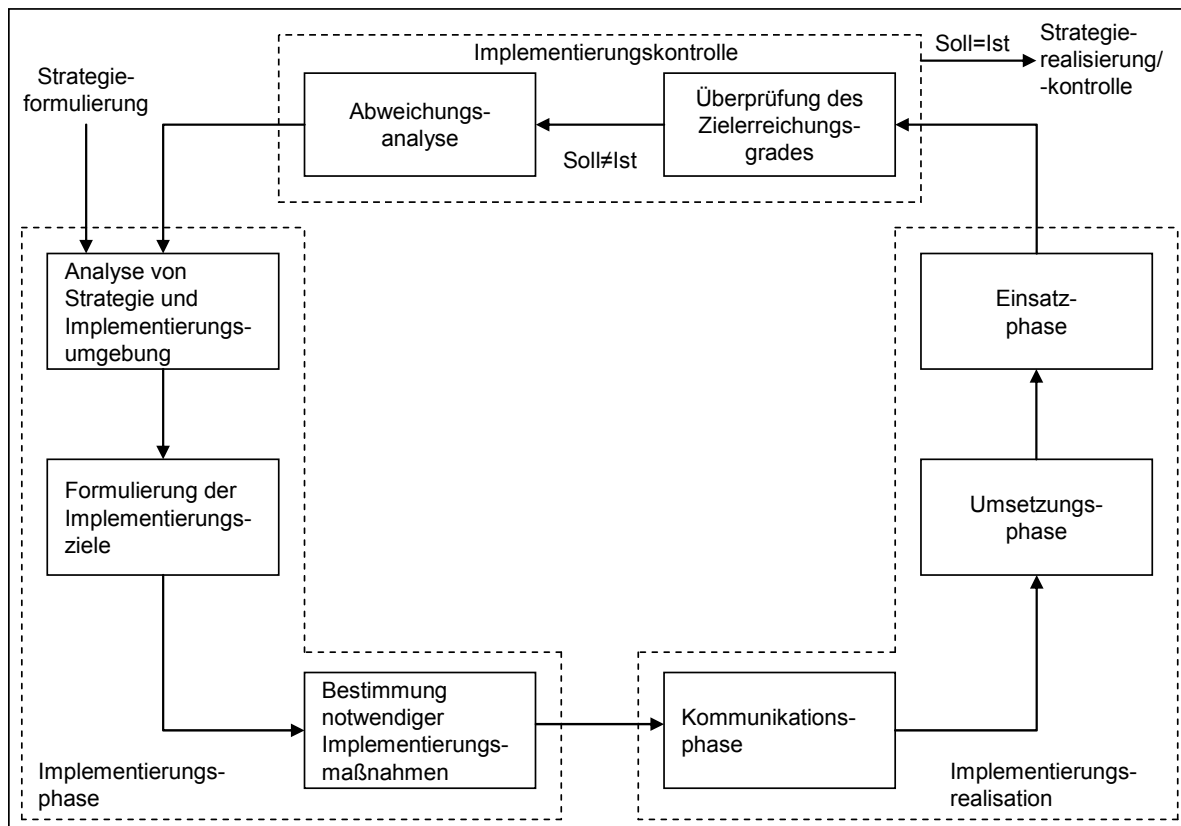 Implementierungskontrolle
Soll=Ist
Strategie-
realisierung/
-kontrolle
Strategie-
formulierung
Abweichungs-
analyse
Soll≠Ist
Überprüfung des
Zielerreichungs-
grades
Analyse von
Strategie und
Implementierungs-
umgebung
Einsatz-
phase
Formulierung der
Implementierungs-
ziele
Umsetzungs-
phase
Bestimmung
notwendiger
Implementierungs-
maßnahmen
Kommunikations-
phase
Implementierungs-
phase
Implementierungs-
realisation